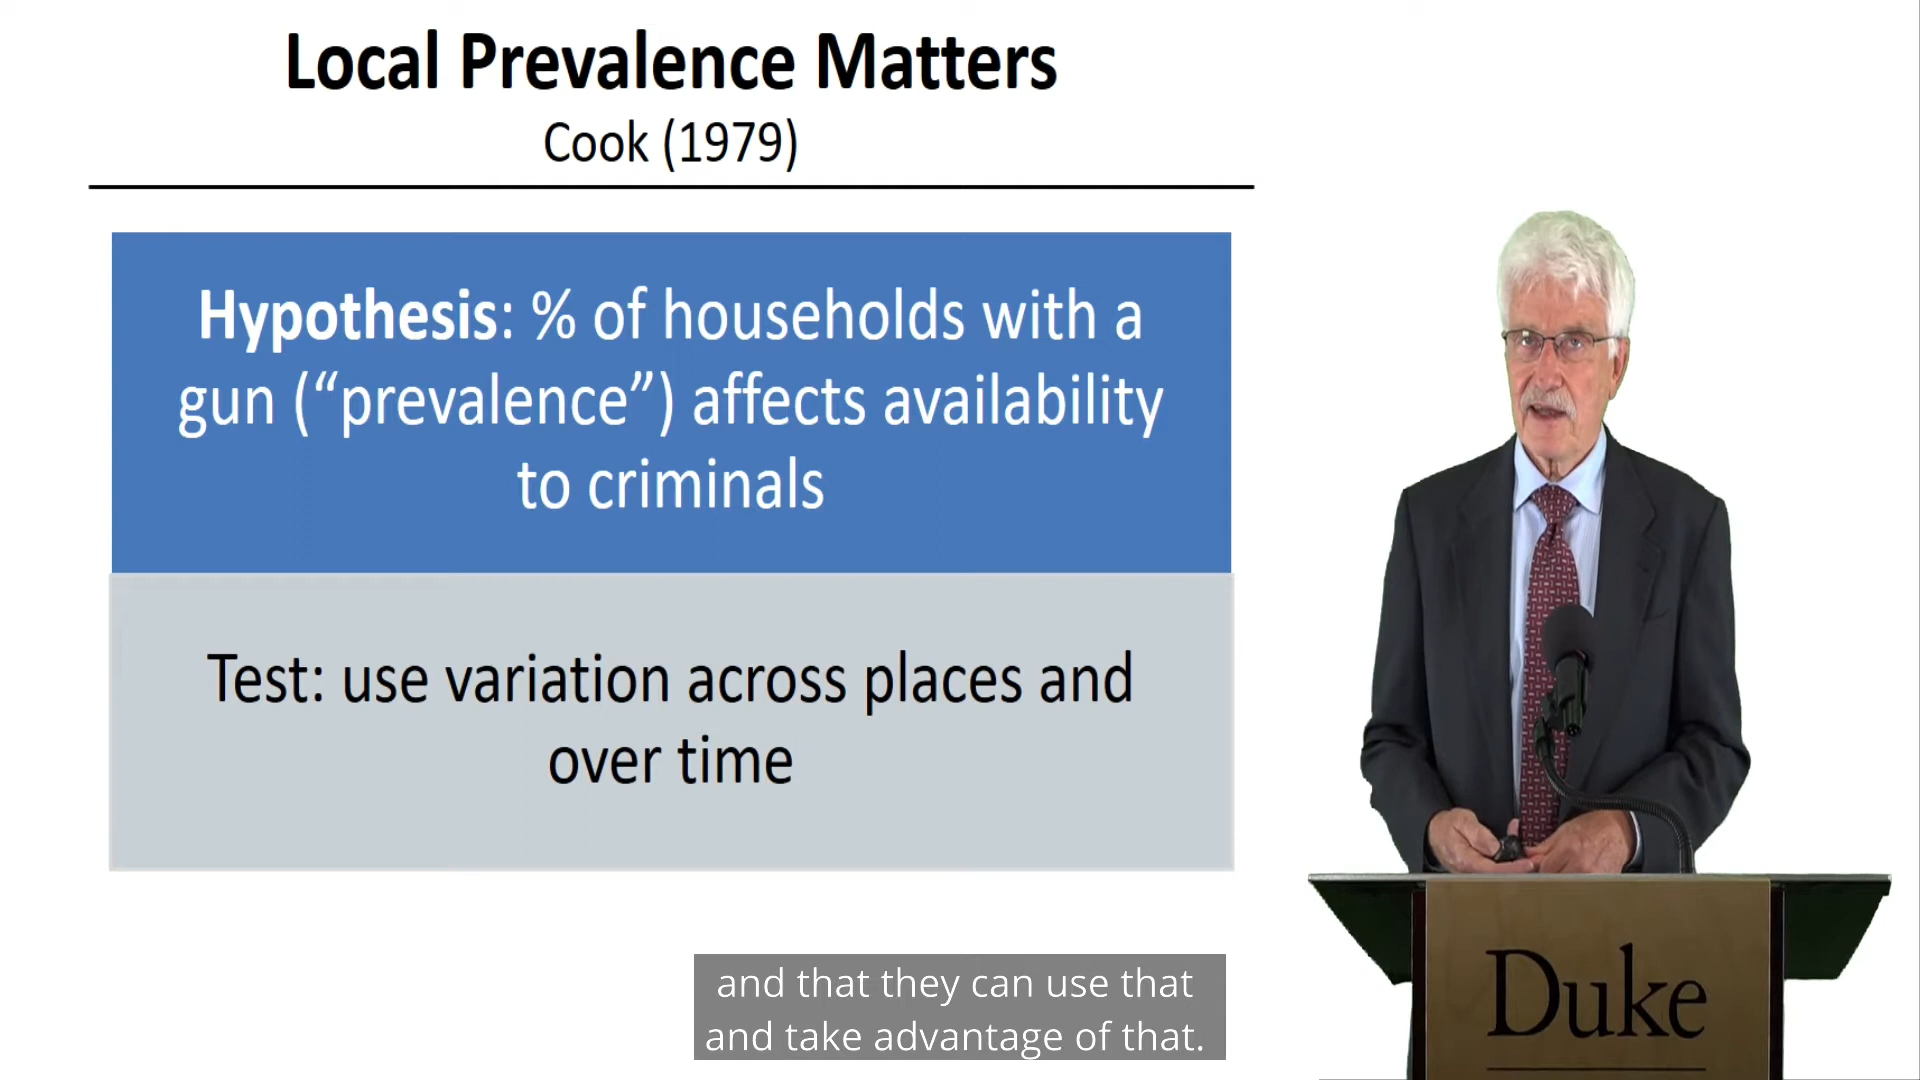 Local Prevalence Matters
Cook (1979)
Hypothesis: % of households with a
gun (“prevalence”) affects availability
to criminals
Test: use variation across places and
over time
and that they can use that
and take advantage of that.
Duke